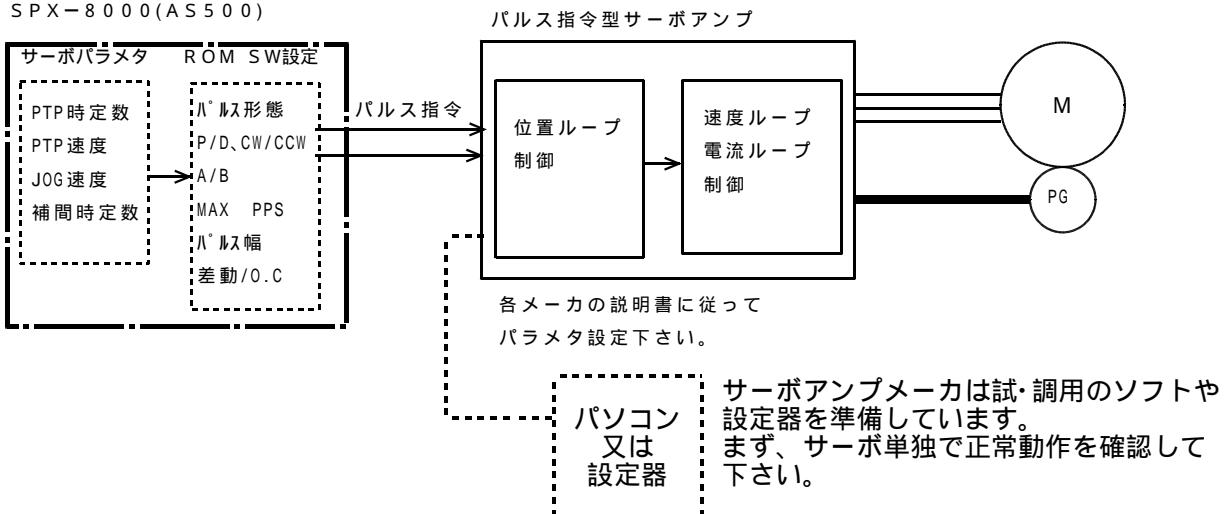 SPX-8000(AS500)
サーボパラメタ
PTP時定数
PTP速度
JOG速度
補間時定数
ROM SW設定
パルス形態
P/D、CW/CCW
A/B
MAX PPS
パルス幅
差動/O.C
パルス指令
パルス指令型サーボアンプ
位置ループ
制御
速度ループ
電流ループ
制御
M
PG
各メーカの説明書に従って
パラメタ設定下さい。
パソコン
又は
設定器
サーボアンプメーカは試・調用のソフトや
設定器を準備しています。
まず、サーボ単独で正常動作を確認して
下さい。